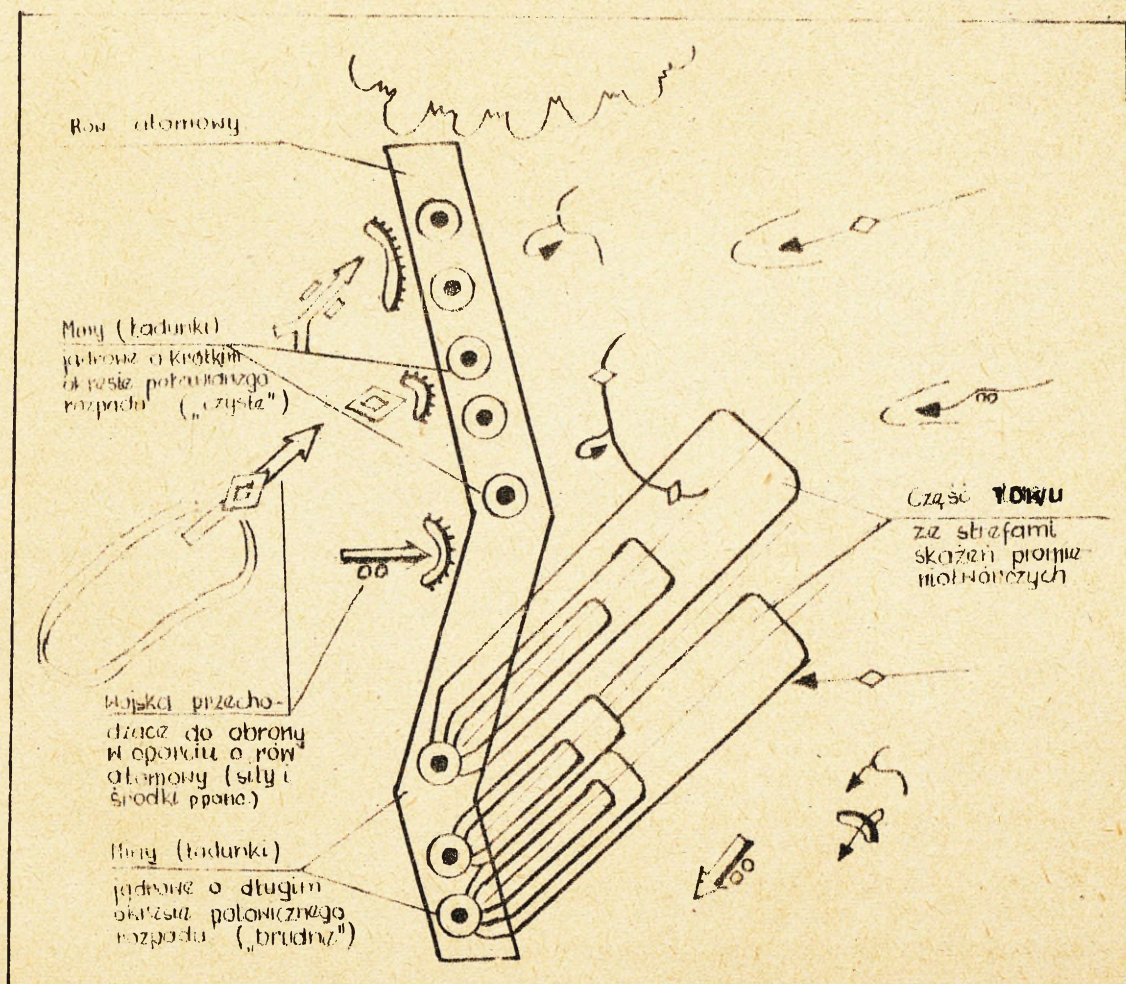 Rów atomowy
Miny (ładunki)
jądrowe o krótkim
okresie połowicznego
rozpadu („czyste")
Część rowu
ze strefami
skażeń promie-
niotwórczych
Wojska przecho-
dzące do obrony
w oparciu o rów
atomowy (siły i
środki ppanc.)
Miny (ładunki)
jądrowe o długim
okresie połowicznego
rozpadu („brudne")